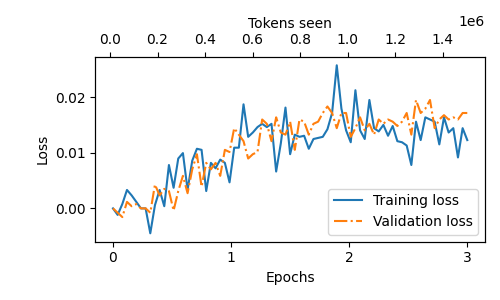 Tokens seen
1e6
0.0 0.2 0.4 0.6 0.8 1.0 1.2 1.4
Loss
0.02
0.01
0.00
Training loss
Validation loss
0 1 2 3
Epochs